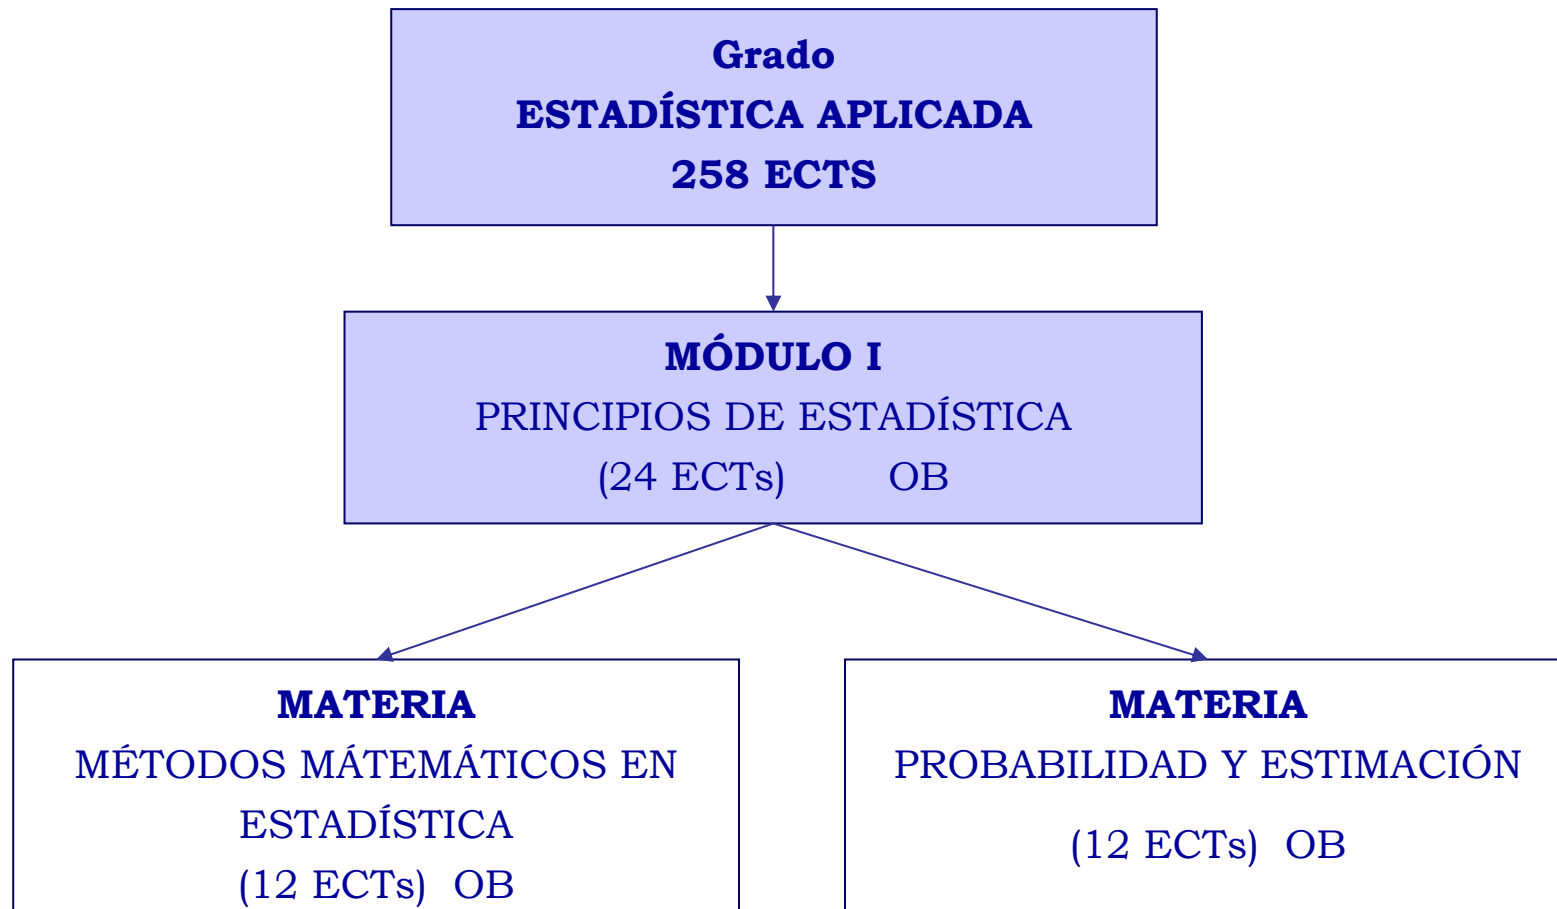 Grado
ESTADÍSTICA APLICADA
258 ECTS
MÓDULO I
PRINCIPIOS DE ESTADÍSTICA
(24 ECTs) OB
MATERIA
MÉTODOS MÁTEMÁTICOS EN
ESTADÍSTICA
(12 ECTs) OB
MATERIA
PROBABILIDAD Y ESTIMACIÓN
(12 ECTs) OB